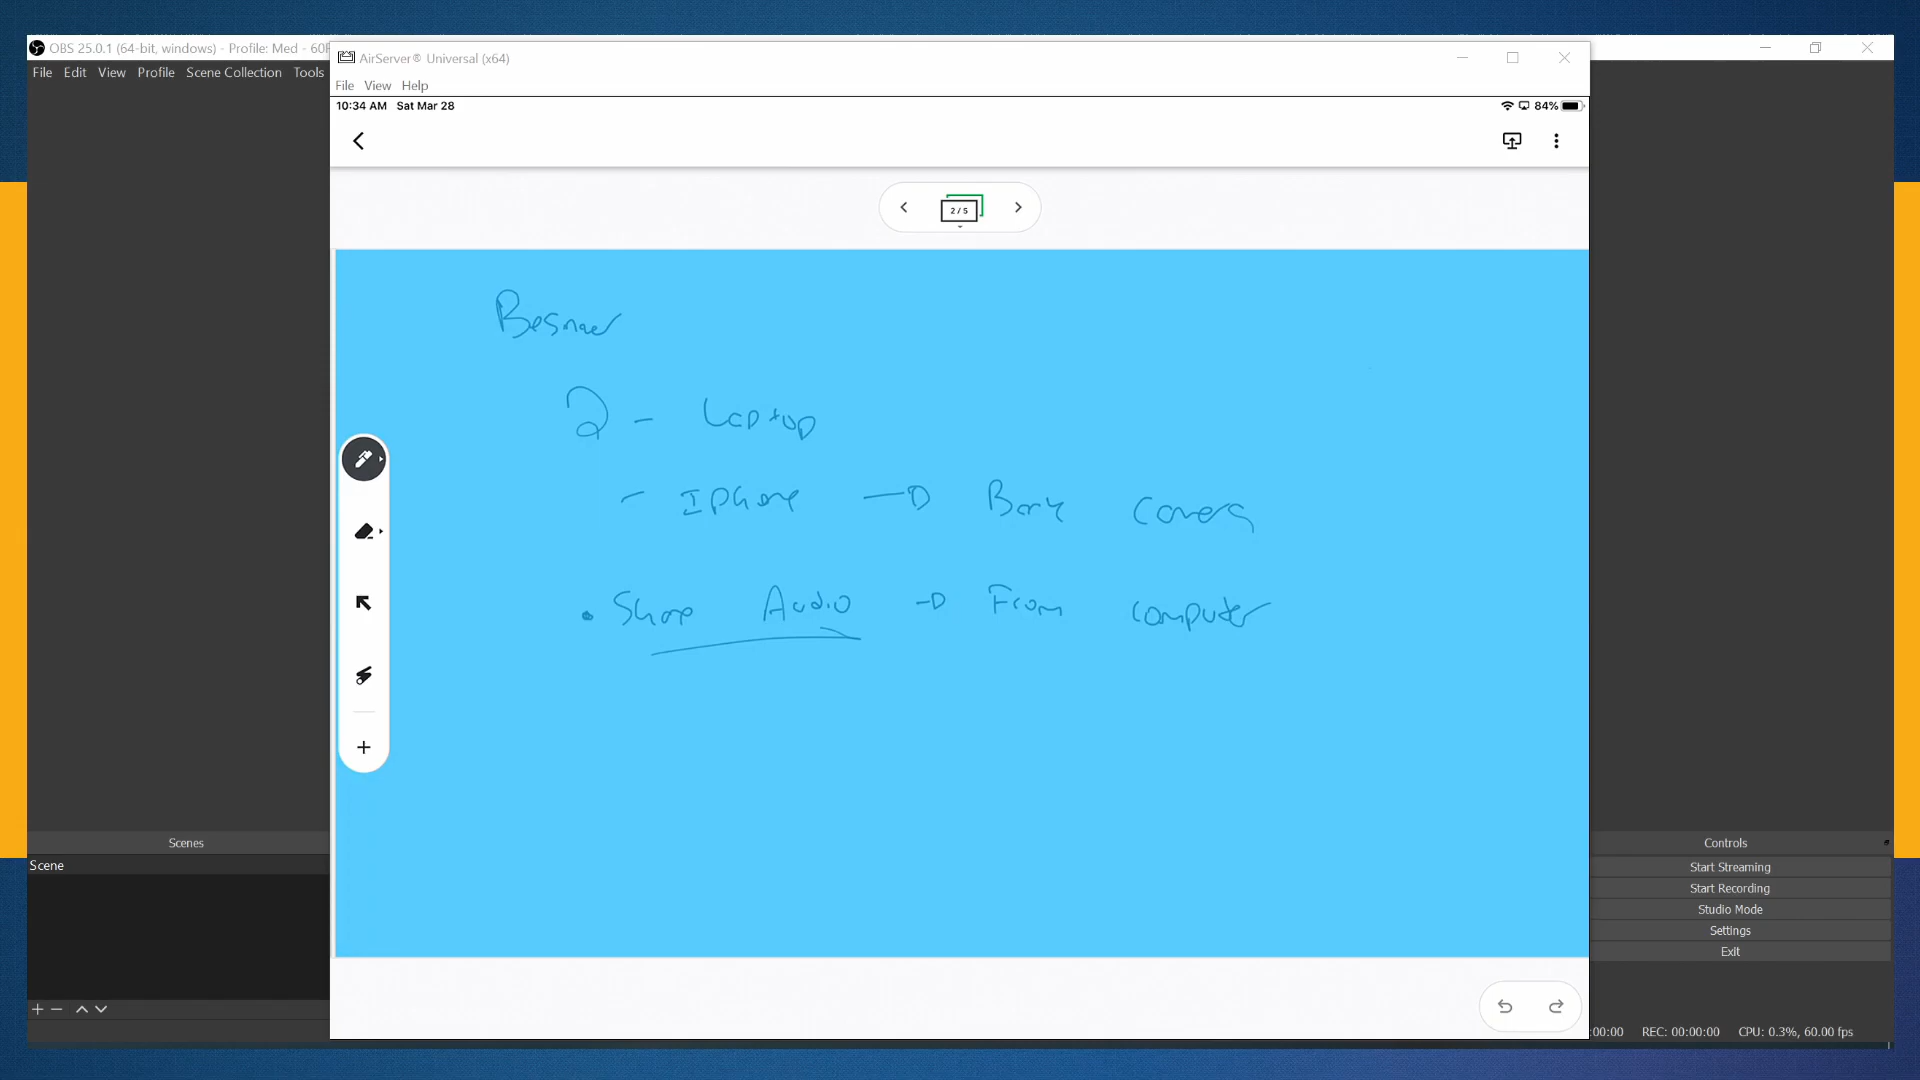 OBS 25.0.1 (64-bit, windows) - Profile: Med - 60
File Edit View Profile Scene Collection Tools
AirServer® Universal (x64)
File View Help
10:34 AM Sat Mar 28
84%
2 / 5
2 - Laptop
- IPhone → Back Camera
• Share Audio → From computer
Scenes
Scene
Controls
Start Streaming
Start Recording
Studio Mode
Settings
Exit
:00:00 REC: 00:00:00 CPU: 0.3%, 60.00 fps